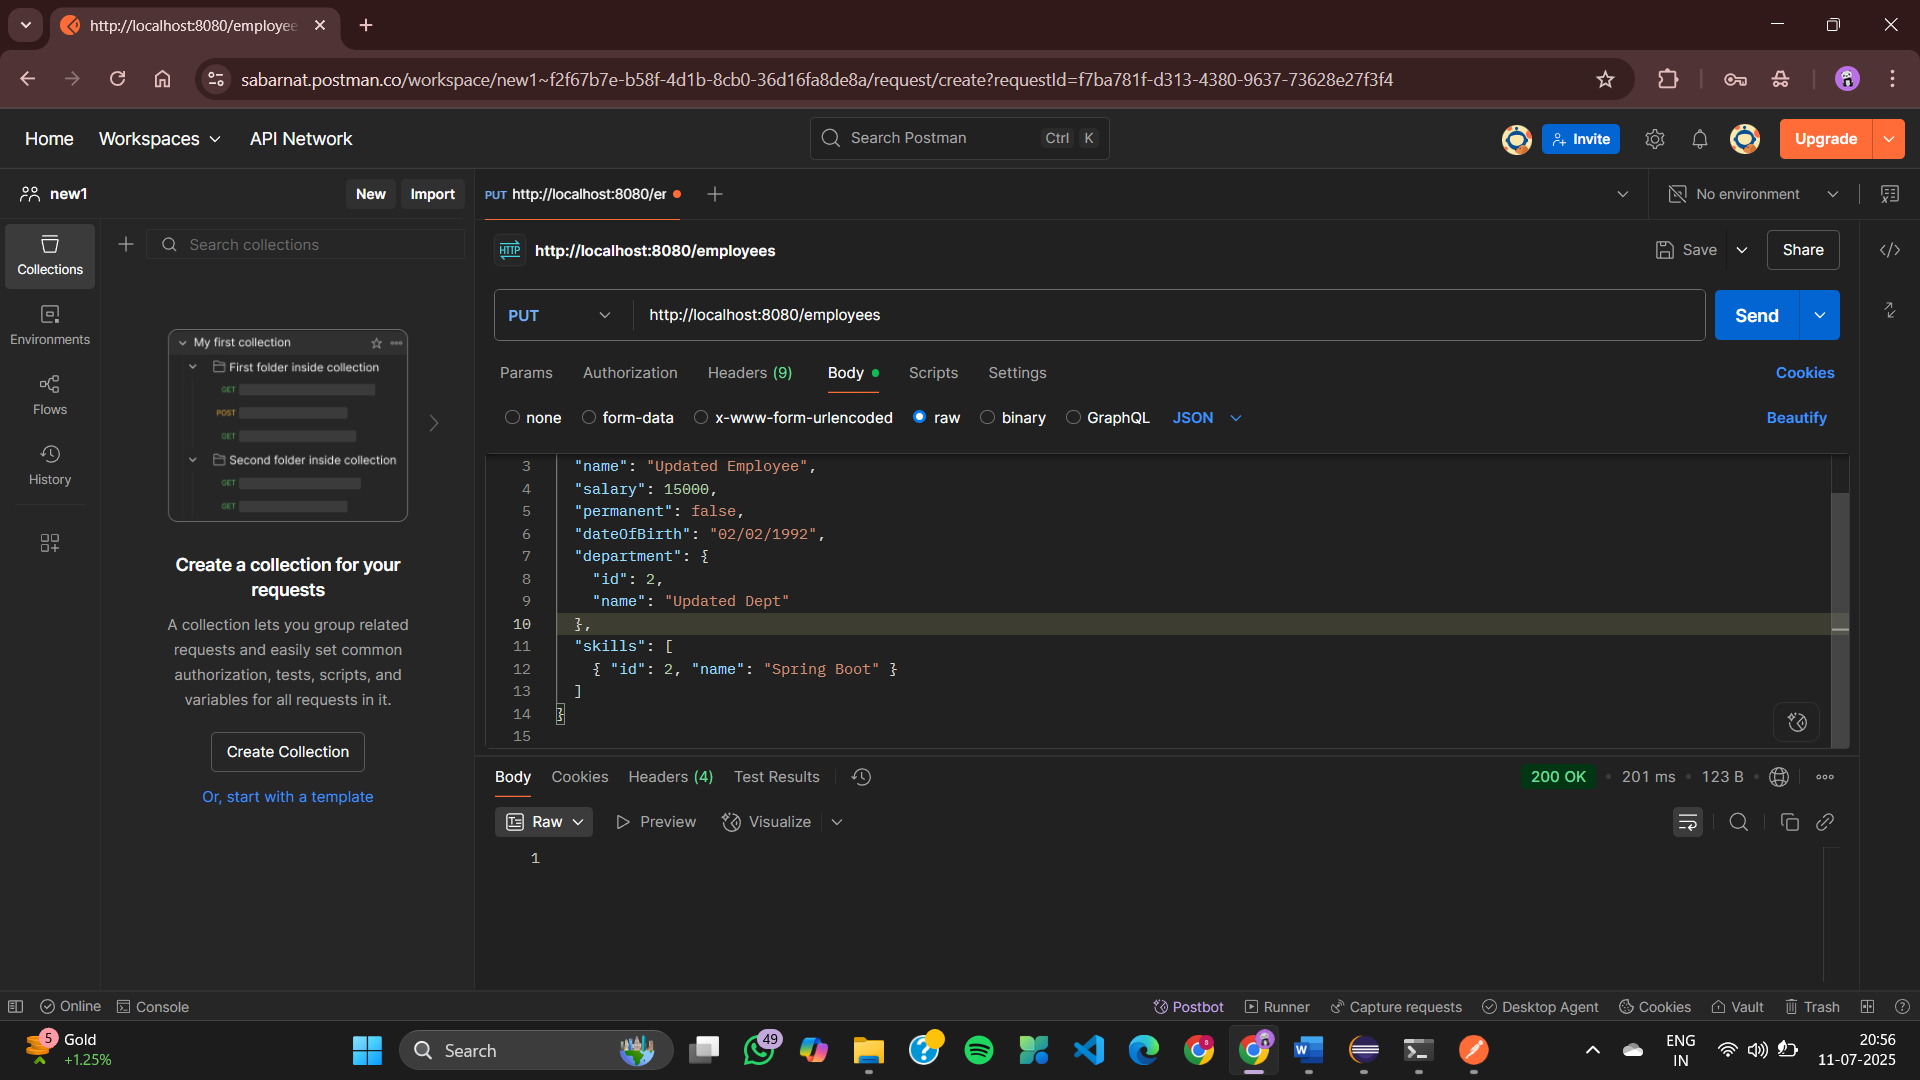 http://localhost:8080/employee
sabarnat.postman.co/workspace/new1~f2f67b7e-b58f-4d1b-8cb0-36d16fa8de8a/request/create?requestId=f7ba781f-d313-4380-9637-73628e27f3f4
Home Workspaces API Network Search Postman Ctrl K Invite Upgrade
new1 New Import PUT http://localhost:8080/er No environment
Search collections
Collections
HTTP http://localhost:8080/employees Save Share
PUT http://localhost:8080/employees Send
Environments
Flows
History
Params Authorization Headers (9) Body Scripts Settings Cookies
none form-data x-www-form-urlencoded raw binary GraphQL JSON Beautify
My first collection
First folder inside collection
GET
POST
GET
Second folder inside collection
GET
GET
Create a collection for your
requests
A collection lets you group related
requests and easily set common
authorization, tests, scripts, and
variables for all requests in it.
Create Collection
Or, start with a template
3 "name": "Updated Employee",
4 "salary": 15000,
5 "permanent": false,
6 "dateOfBirth": "02/02/1992",
7 "department": {
8 "id": 2,
9 "name": "Updated Dept"
10 },
11 "skills": [
12 { "id": 2, "name": "Spring Boot" }
13 ]
14 }
15
Body Cookies Headers (4) Test Results 200 OK • 201 ms • 123 B •
Raw Preview Visualize
1
Online Console Postbot Runner Capture requests Desktop Agent Cookies Vault Trash
5 Gold
+1.25%
Search
49
8
ENG
IN
20:56
11-07-2025